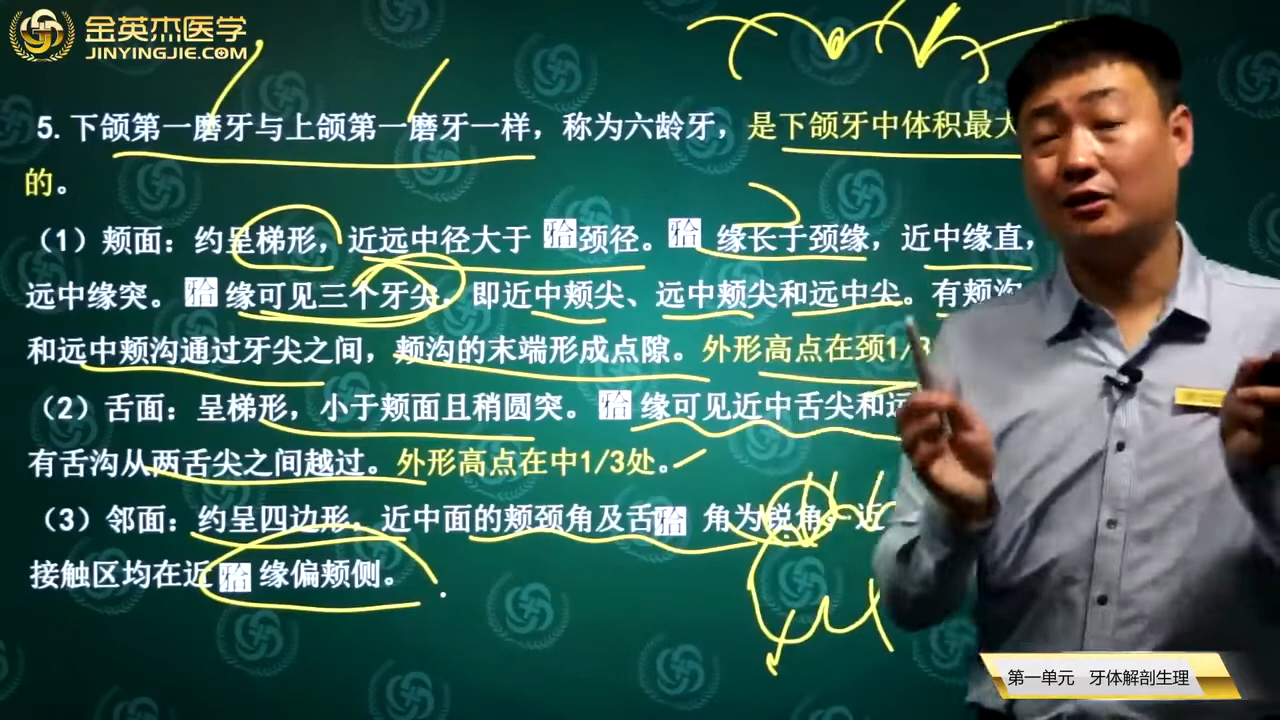 金英杰医学
JINYINGJIE.COM
5. 下颌第一磨牙与上颌第一磨牙一样，称为六龄牙，是下颌牙中体积最大
的。
（1）颊面：约呈梯形，近远中径大于𬌗颈径。𬌗 缘长于颈缘，近中缘直，
远中缘突。𬌗缘可见三个牙尖，即近中颊尖、远中颊尖和远中尖。有颊沟
和远中颊沟通过牙尖之间，颊沟的末端形成点隙。外形高点在颈1/3
（2）舌面：呈梯形，小于颊面且稍圆突。𬌗 缘可见近中舌尖和远
有舌沟从两舌尖之间越过。外形高点在中1/3处。
（3）邻面：约呈四边形，近中面的颊颈角及舌𬌗 角为锐角。近
接触区均在近𬌗 缘偏颊侧。
第一单元 牙体解剖生理